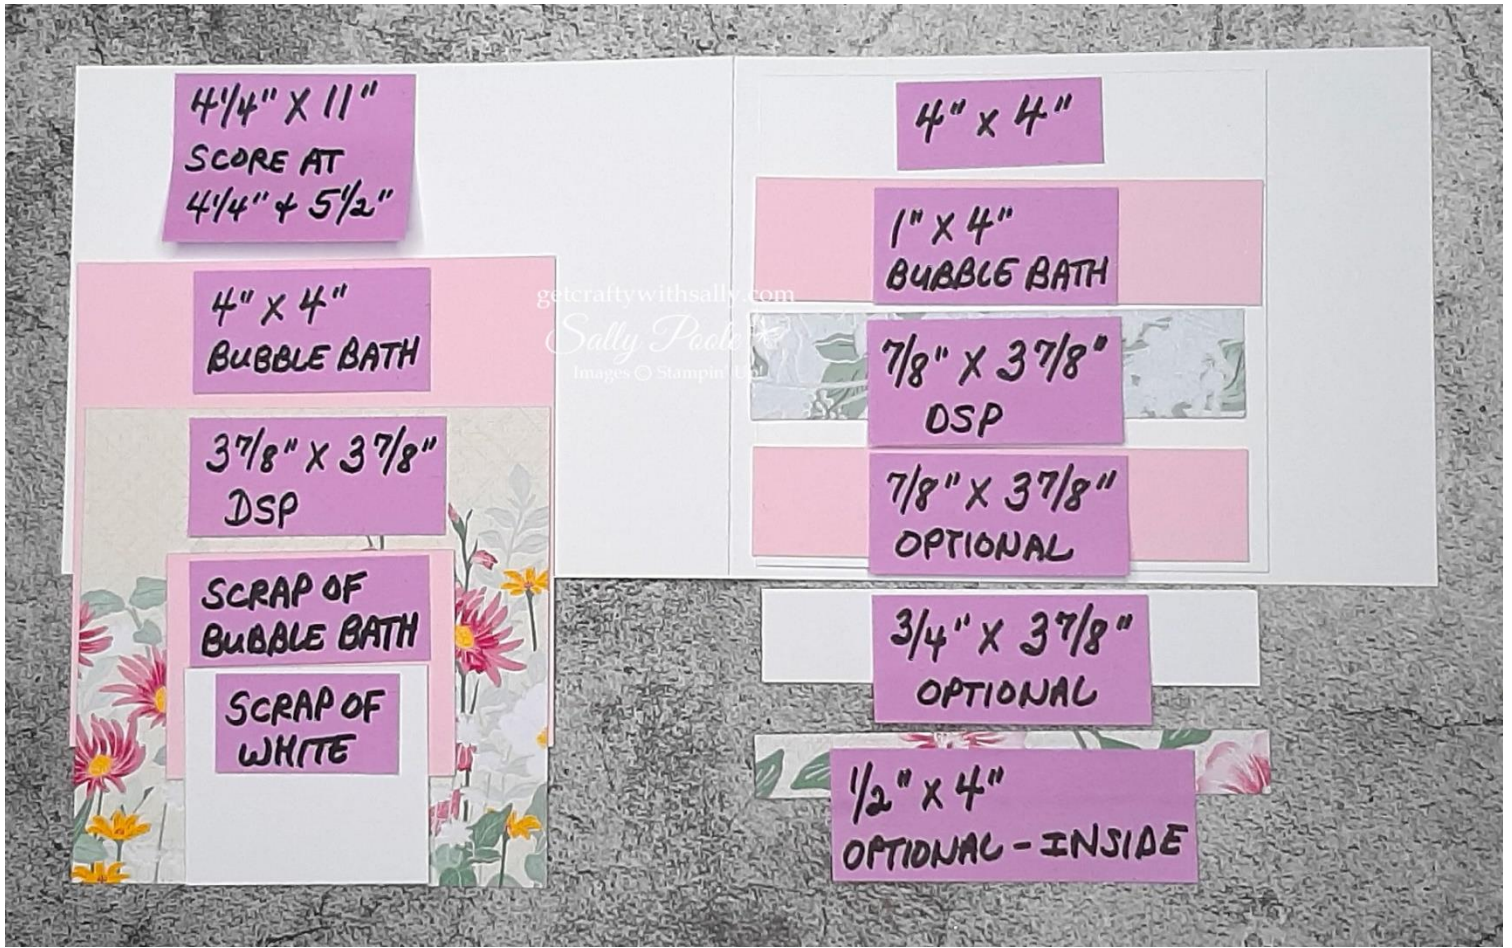 4 1/4" X 11"
SCORE AT
4 1/4" & 5 1/2"
4" X 4"
BUBBLE BATH
3 7/8" X 3 7/8"
DSP
SCRAP OF
BUBBLE BATH
SCRAP OF
WHITE
getcraftywithsally.com
Sally Poole
Images © Stampin' Up!
4" x 4"
1" X 4"
BUBBLE BATH
7/8" X 3 7/8"
DSP
7/8" X 3 7/8"
OPTIONAL
3/4" X 3 7/8"
OPTIONAL
1/2" X 4"
OPTIONAL - INSIDE